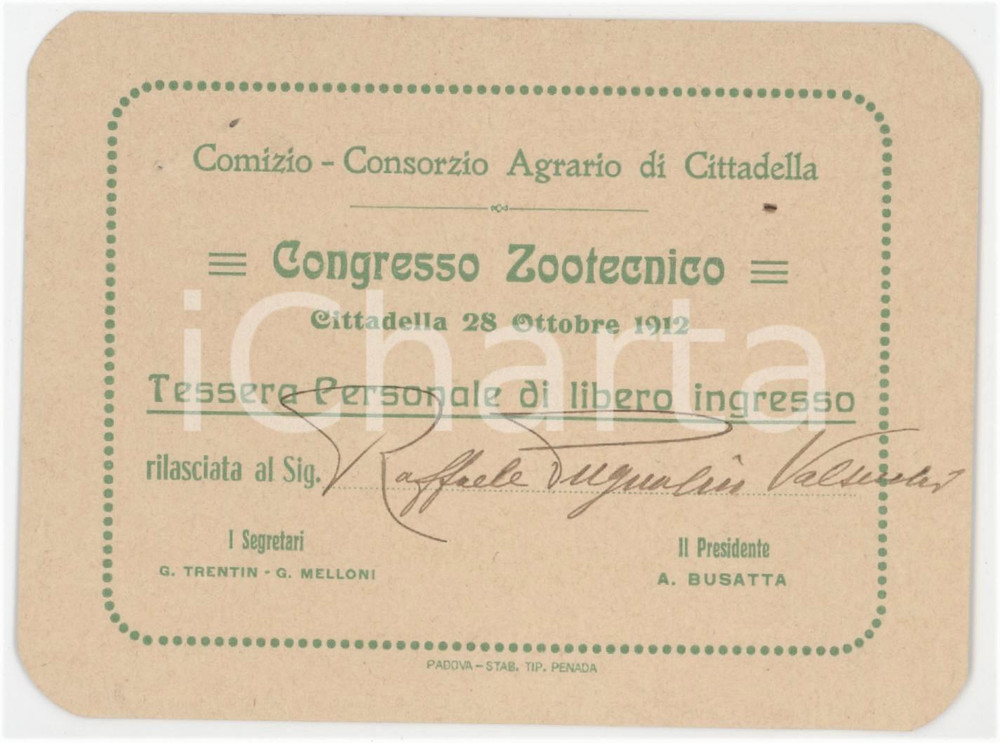 Comizio - Consorzio Agrario di Cittadella
Congresso Zootecnico
Cittadella 28 Ottobre 1912
iCharta
Tessera Personale di libero ingresso
rilasciata al Sig. Raffaele
I Segretari
G. TRENTIN - G. MELLONI
Il Presidente
A. BUSATTA
PADOVA - STAB. TIP. PENADA